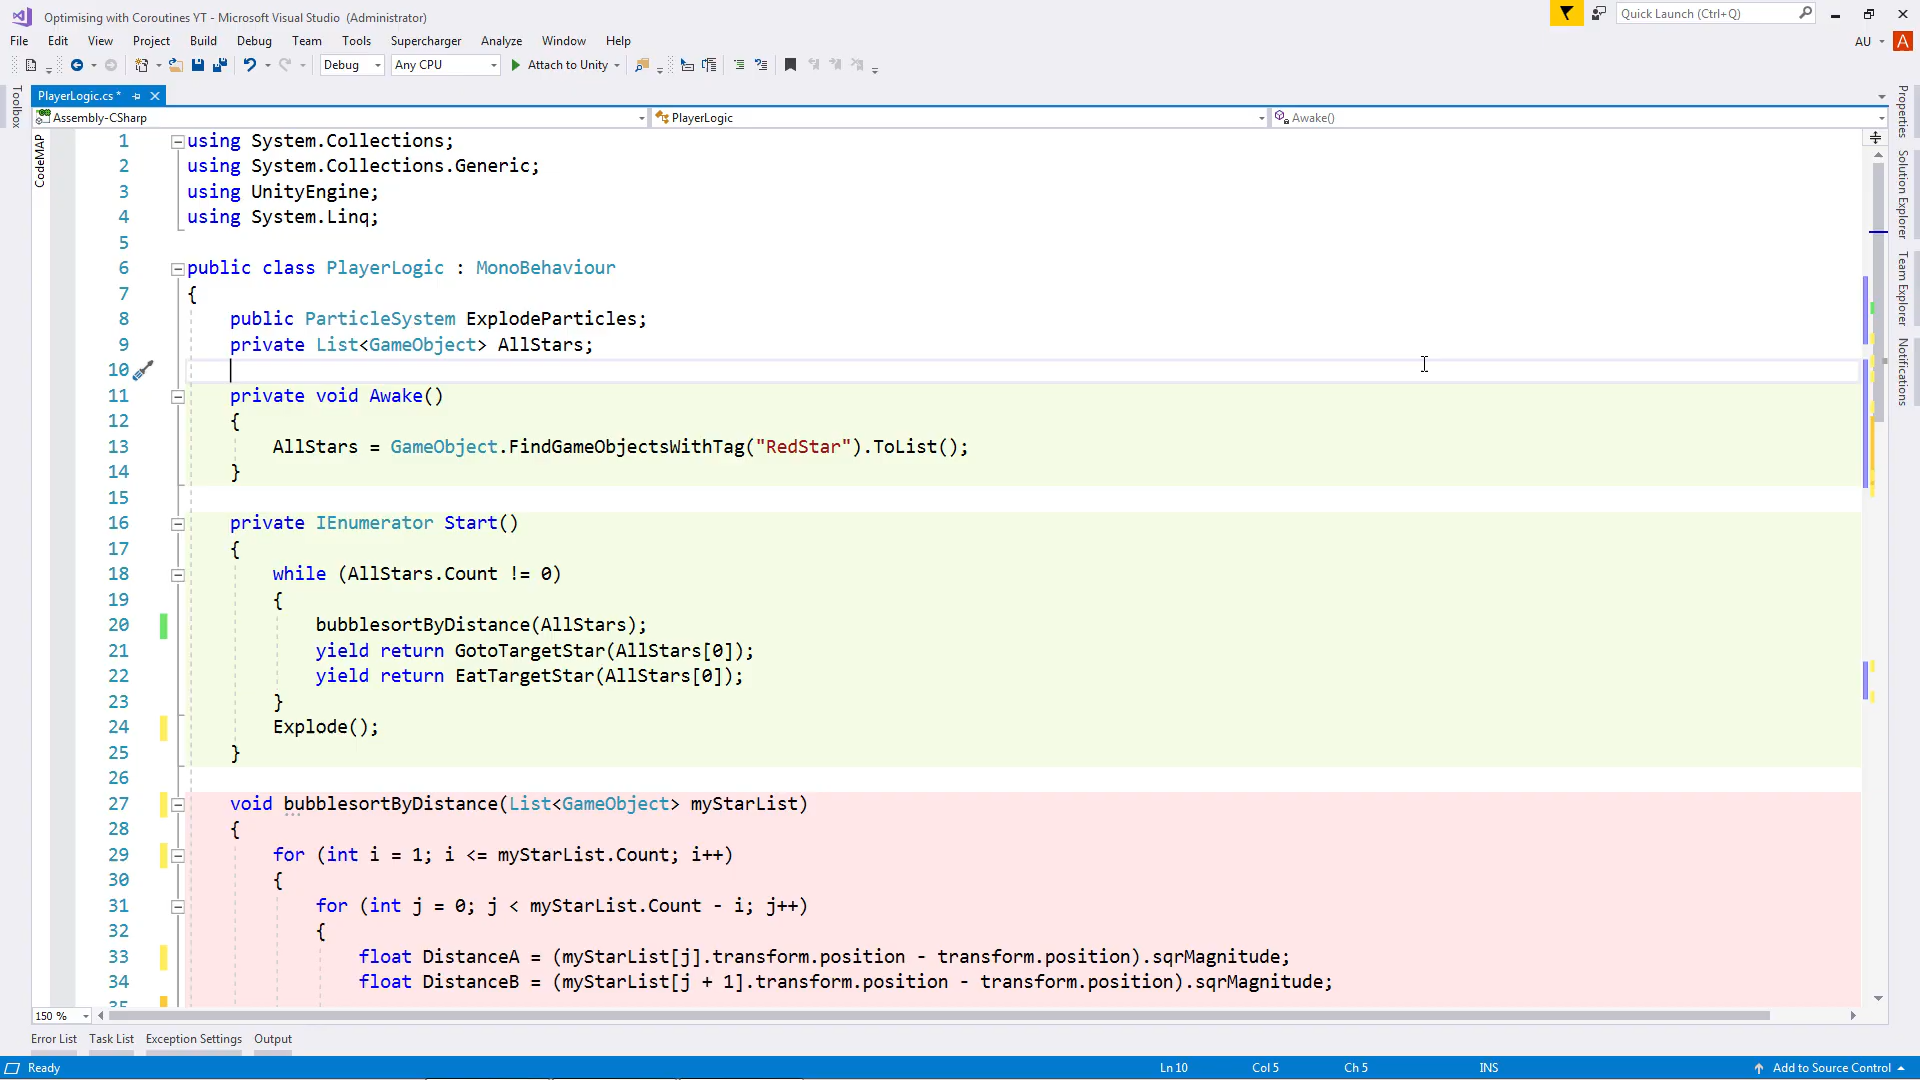 Optimising with Coroutines YT - Microsoft Visual Studio (Administrator)
Quick Launch (Ctrl+Q)
File Edit View Project Build Debug Team Tools Supercharger Analyze Window Help
AU A
Debug Any CPU Attach to Unity
PlayerLogic.cs*
Assembly-CSharp PlayerLogic Awake()
Toolbox
CodeMAP
Properties
Solution Explorer
Team Explorer
Notifications
1 using System.Collections;
2 using System.Collections.Generic;
3 using UnityEngine;
4 using System.Linq;
5
6 public class PlayerLogic : MonoBehaviour
7 {
8 public ParticleSystem ExplodeParticles;
9 private List<GameObject> AllStars;
10
11 private void Awake()
12 {
13 AllStars = GameObject.FindGameObjectsWithTag("RedStar").ToList();
14 }
15
16 private IEnumerator Start()
17 {
18 while (AllStars.Count != 0)
19 {
20 bubblesortByDistance(AllStars);
21 yield return GotoTargetStar(AllStars[0]);
22 yield return EatTargetStar(AllStars[0]);
23 }
24 Explode();
25 }
26
27 void bubblesortByDistance(List<GameObject> myStarList)
28 {
29 for (int i = 1; i <= myStarList.Count; i++)
30 {
31 for (int j = 0; j < myStarList.Count - i; j++)
32 {
33 float DistanceA = (myStarList[j].transform.position - transform.position).sqrMagnitude;
34 float DistanceB = (myStarList[j + 1].transform.position - transform.position).sqrMagnitude;
35
150 %
Error List Task List Exception Settings Output
Ready Ln 10 Col 5 Ch 5 INS Add to Source Control